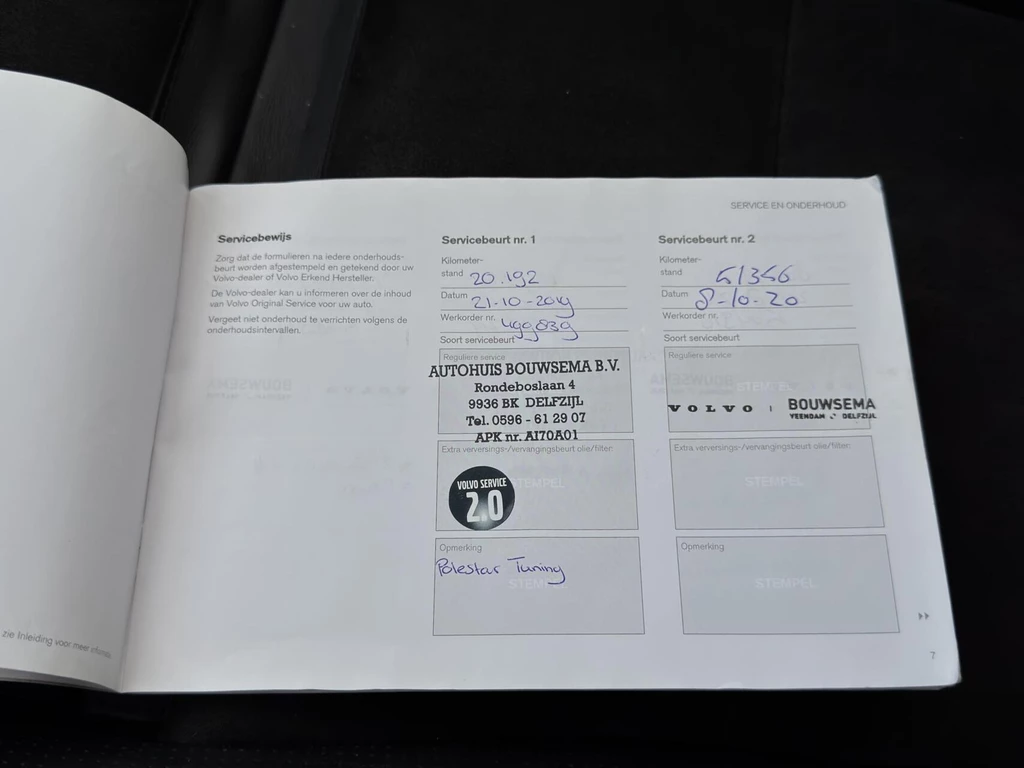 SERVICE EN ONDERHOUD
Servicebewijs
Zorg dat de formulieren na iedere onderhouds-
beurt worden afgestempeld en getekend door uw
Volvo-dealer of Volvo Erkend Hersteller.
De Volvo-dealer kan u informeren over de inhoud
van Volvo Original Service voor uw auto.
Vergeet niet onderhoud te verrichten volgens de
onderhoudsintervallen.
Servicebeurt nr. 1
Kilometer-
stand 20.192
Datum 21-10-2019
Werkorder nr. 499839
Soort servicebeurt
Reguliere service
AUTOHUIS BOUWSEMA B.V.
Rondeboslaan 4
9936 BK DELFZIJL
Tel. 0596 - 61 29 07
APK nr. AI70A01
Extra verversings-/vervangingsbeurt olie/filter:
STEMPEL
VOLVO SERVICE
2.0
Opmerking
Polestar Tuning
STEMPEL
Servicebeurt nr. 2
Kilometer-
stand 51356
Datum 8-10-20
Werkorder nr.
Soort servicebeurt
Reguliere service
STEMPEL
VOLVO | BOUWSEMA
VEENDAM DELFZIJL
Extra verversings-/vervangingsbeurt olie/filter:
STEMPEL
Opmerking
STEMPEL
7
zie Inleiding voor meer